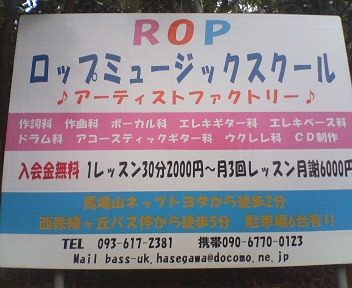 ROP
ロップミュージックスクール
♪アーティストファクトリー♪
作詞科 作曲科 ボーカル科 エレキギター科 エレキベース科
ドラム科 アコースティックギター科 ウクレレ科 CD制作
入会金無料 1レッスン30分2000円〜月3回レッスン月謝6000円
馬場山ネッツトヨタから徒歩2分
西鉄緑ヶ丘バス停から徒歩5分 駐車場6台有り
TEL 093-617-2381 携帯090-6770-0123
Mail bass-uk.hasegawa@docomo.ne.jp